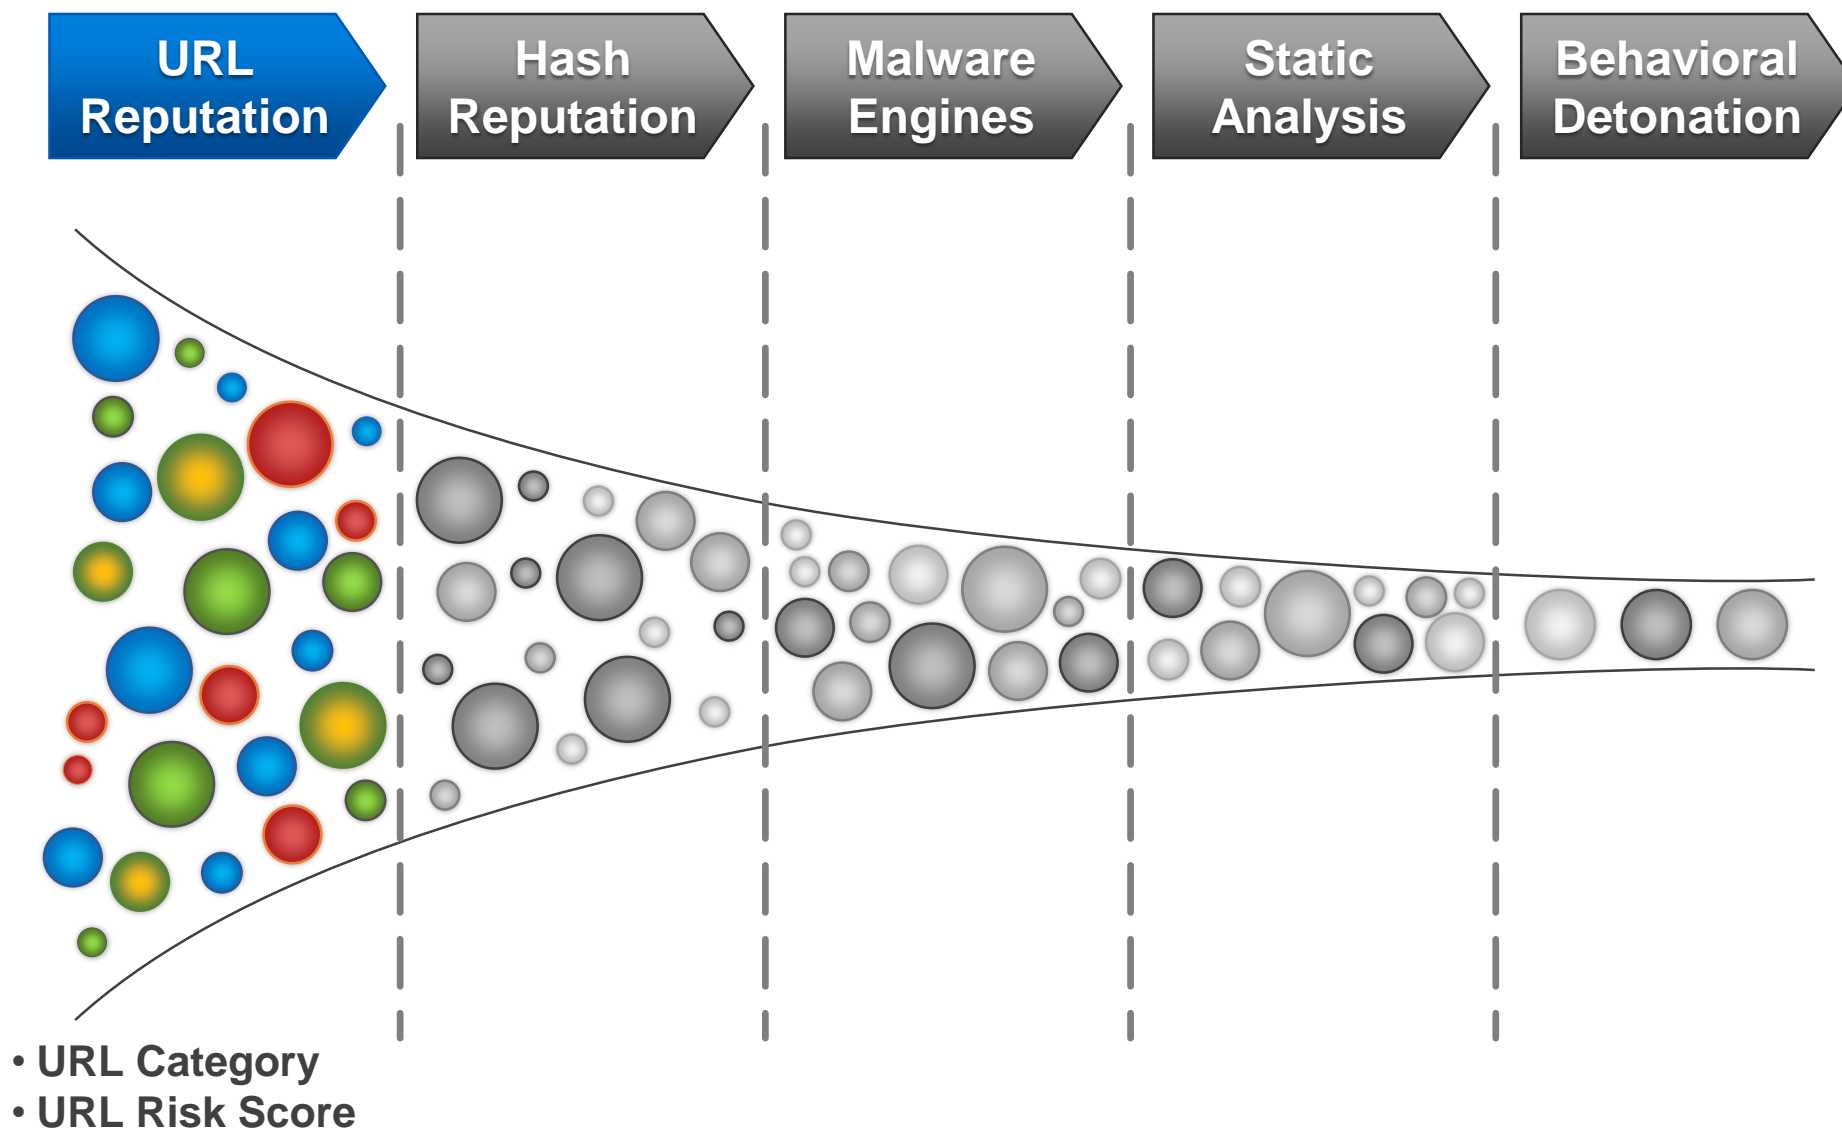 URL
Reputation
Hash
Reputation
Malware
Engines
Static
Analysis
Behavioral
Detonation
• URL Category
• URL Risk Score